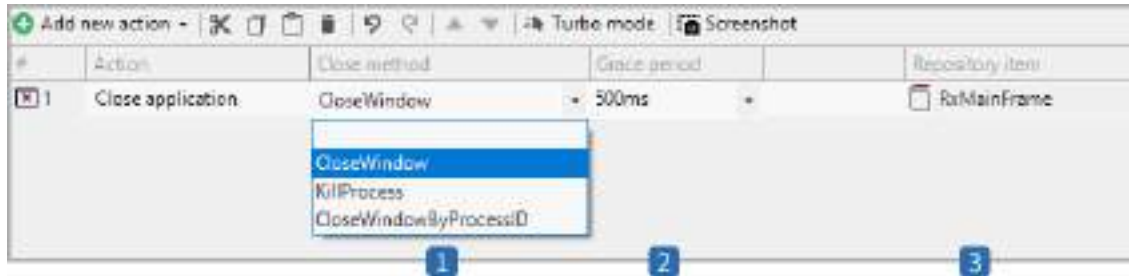 Add new action Turbo mode Screenshot
# Action Close method Grace period Repository item
1 Close application CloseWindow 500ms RxMainFrame
CloseWindow
KillProcess
CloseWindowByProcessID
1 2 3